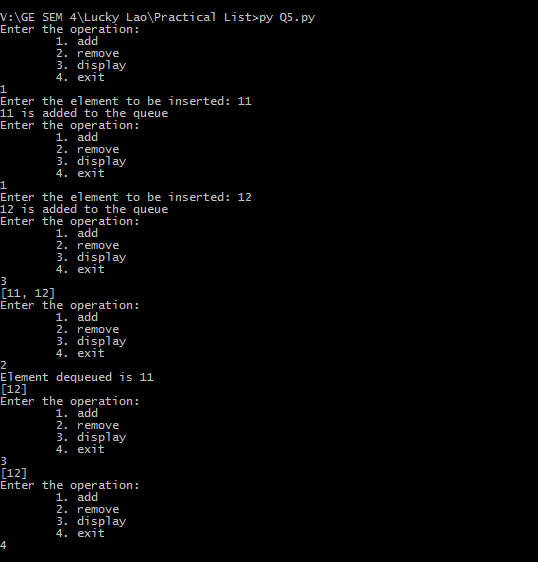 V:\GE SEM 4\Lucky Lao\Practical List>py Q5.py
Enter the operation:
1. add
2. remove
3. display
4. exit
1
Enter the element to be inserted: 11
11 is added to the queue
Enter the operation:
1. add
2. remove
3. display
4. exit
1
Enter the element to be inserted: 12
12 is added to the queue
Enter the operation:
1. add
2. remove
3. display
4. exit
3
[11, 12]
Enter the operation:
1. add
2. remove
3. display
4. exit
2
Element dequeued is 11
[12]
Enter the operation:
1. add
2. remove
3. display
4. exit
3
[12]
Enter the operation:
1. add
2. remove
3. display
4. exit
4